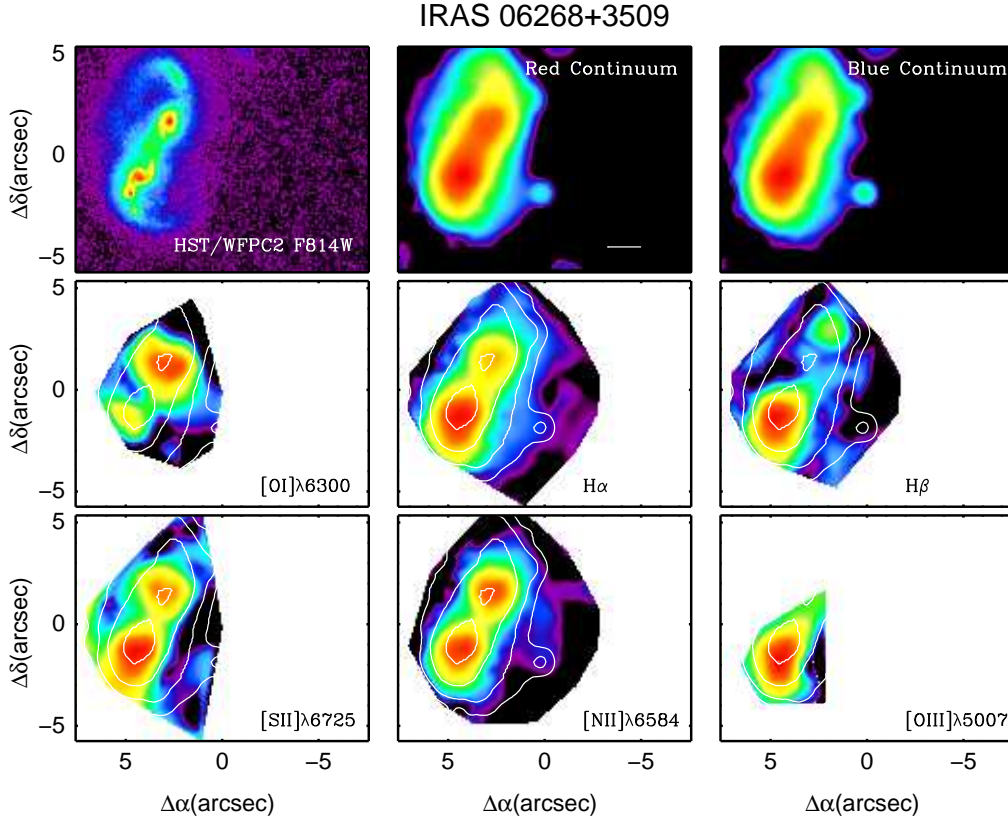 IRAS 06268+3509
Δδ(arcsec)
5
0
−5
HST/WFPC2 F814W
Red Continuum
Blue Continuum
Δδ(arcsec)
5
0
−5
[OI]λ6300
Hα
Hβ
Δδ(arcsec)
5
0
−5
[SII]λ6725
[NII]λ6584
[OIII]λ5007
5 0 −5
5 0 −5
5 0 −5
Δα(arcsec)
Δα(arcsec)
Δα(arcsec)